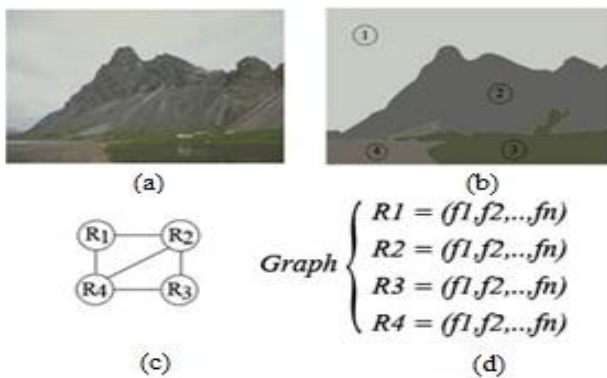 1
2
4
3
(a)
(b)
R1
R2
R4
R3
Graph
R1 = (f1,f2,..,fn)
R2 = (f1,f2,..,fn)
R3 = (f1,f2,..,fn)
R4 = (f1,f2,..,fn)
(c)
(d)